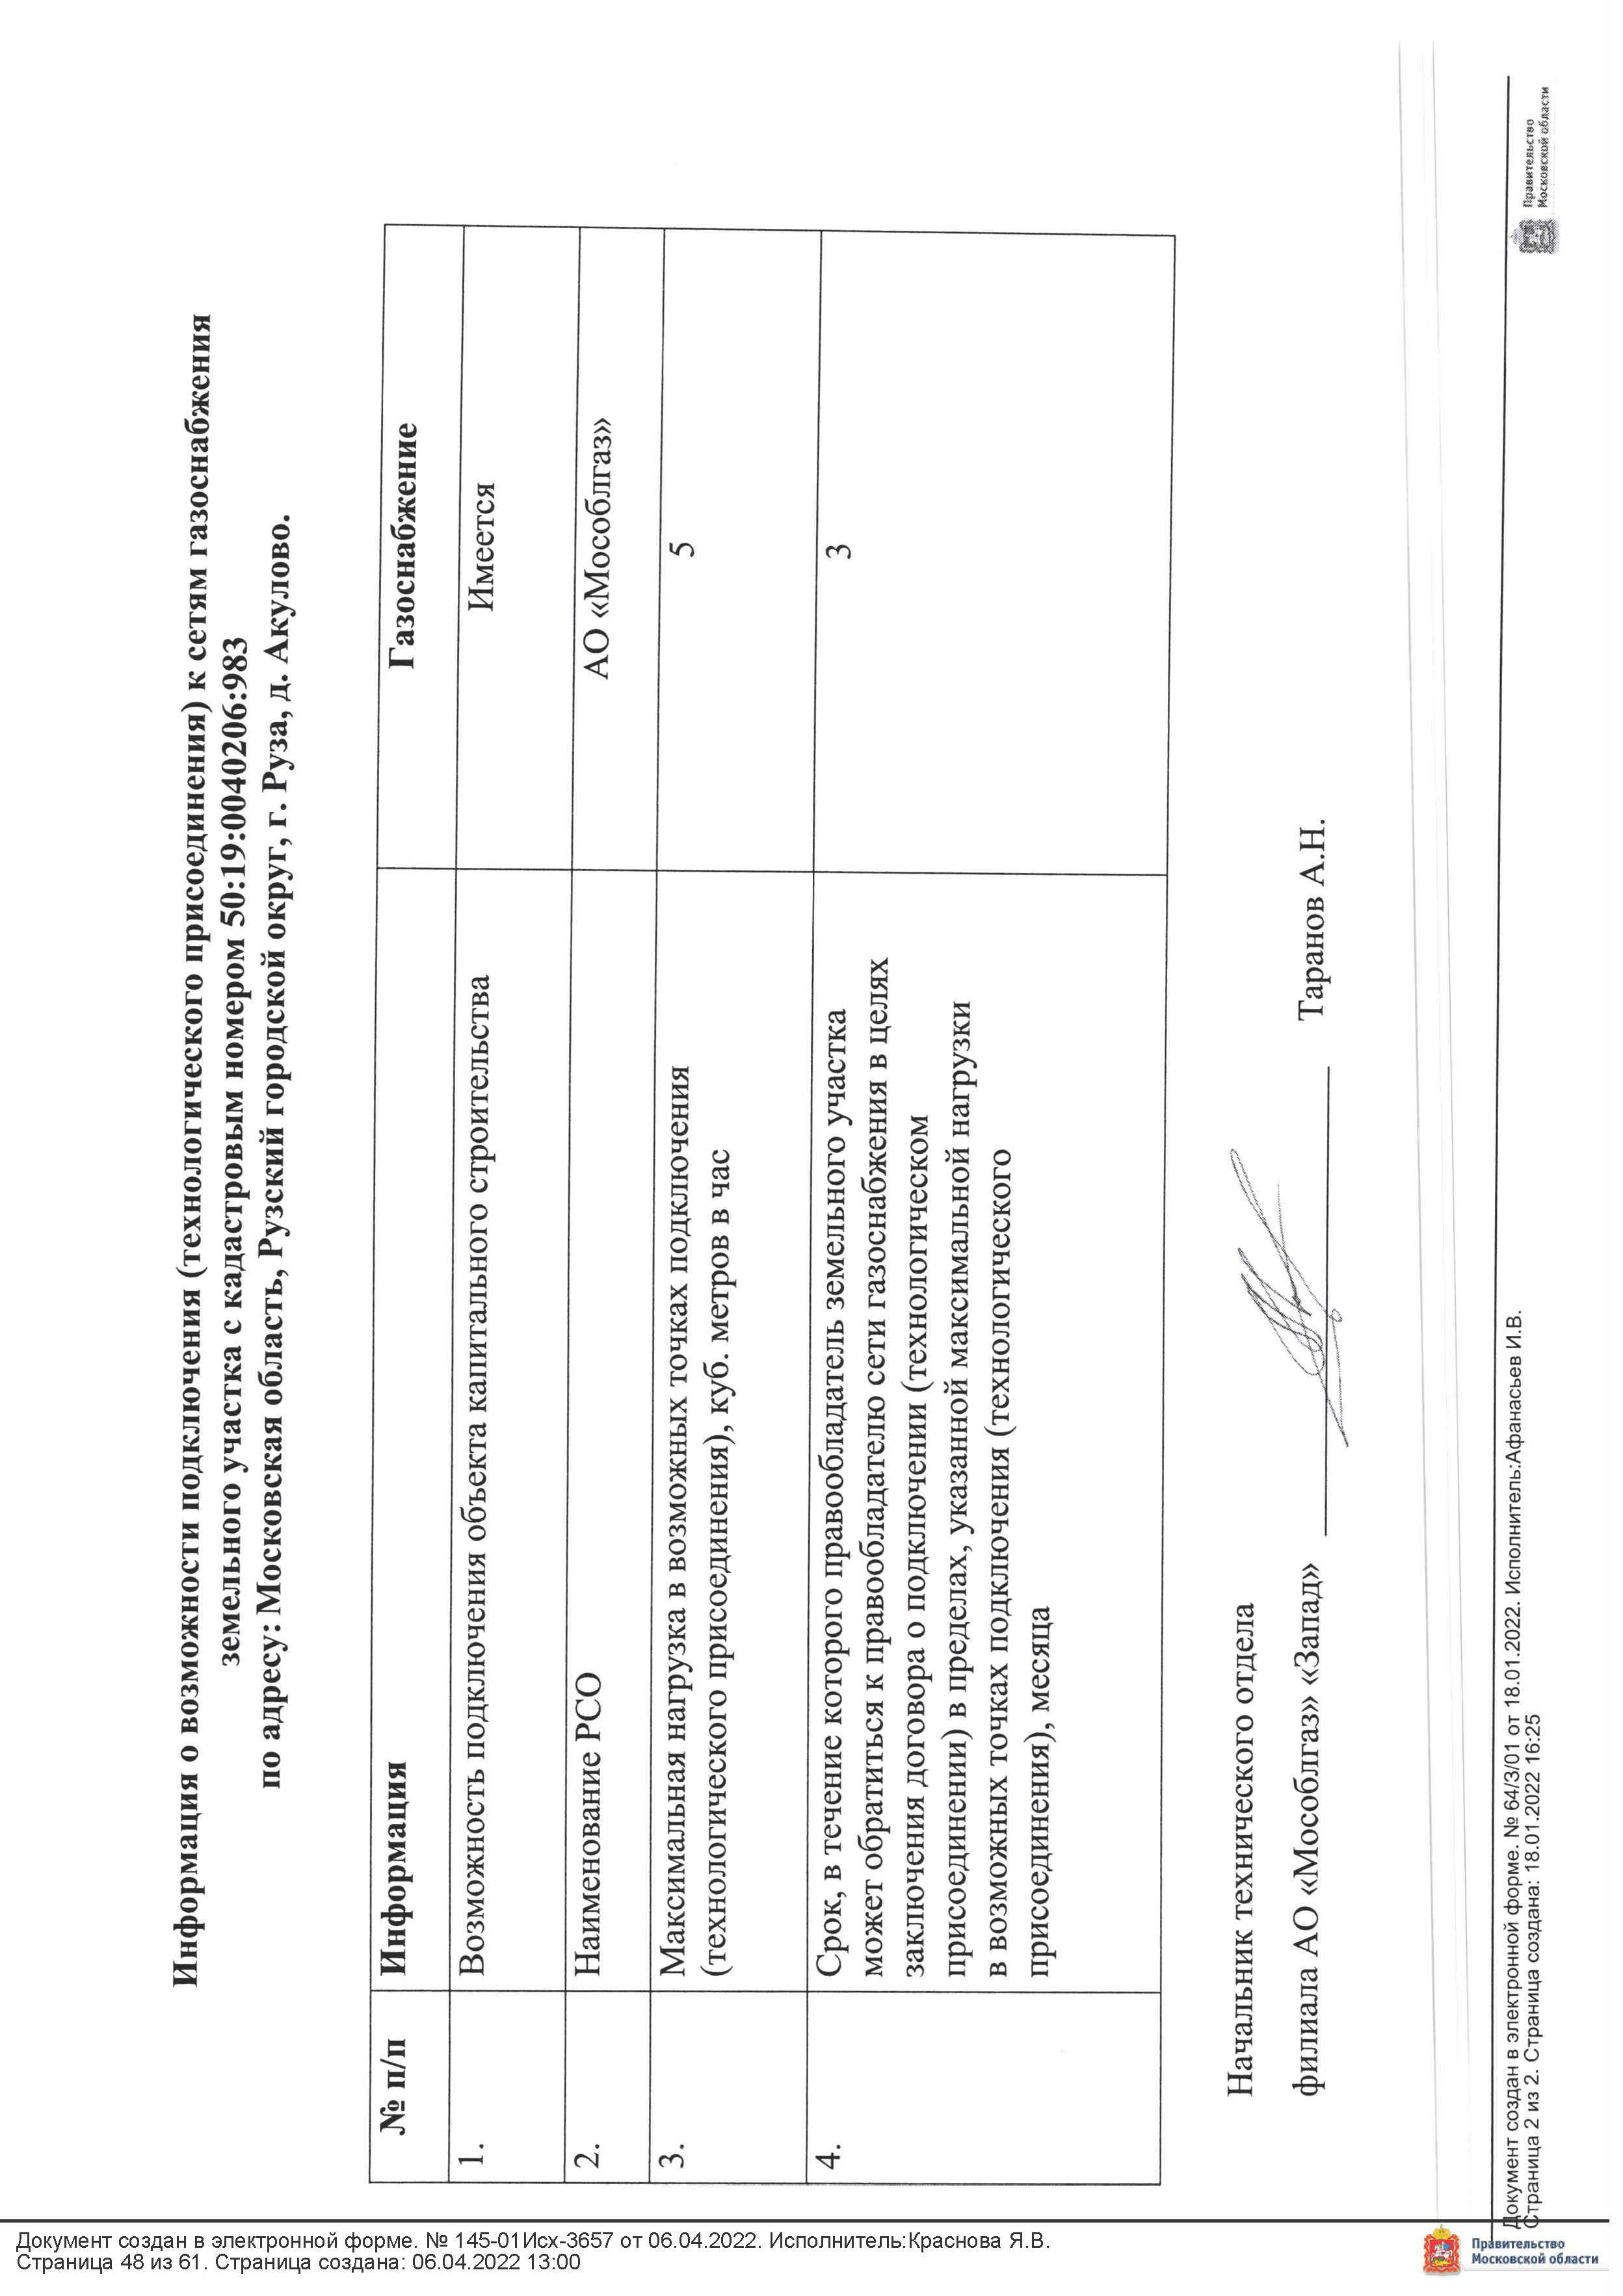 Информация о возможности подключения (технологического присоединения) к сетям газоснабжения
земельного участка с кадастровым номером 50:19:0040206:983
по адресу: Московская область, Рузский городской округ, г. Руза, д. Акулово.
№ п/п Информация Газоснабжение
1. Возможность подключения объекта капитального строительства Имеется
2. Наименование РСО АО «Мособлгаз»
3. Максимальная нагрузка в возможных точках подключения 5
(технологического присоединения), куб. метров в час
4. Срок, в течение которого правообладатель земельного участка 3
может обратиться к правообладателю сети газоснабжения в целях
заключения договора о подключении (технологическом
присоединении) в пределах, указанной максимальной нагрузки
в возможных точках подключения (технологического
присоединения), месяца
Начальник технического отдела
филиала АО «Мособлгаз» «Запад» Таранов А.Н.
Документ создан в электронной форме. № 64/3/01 от 18.01.2022. Исполнитель:Афанасьев И.В.
Страница 2 из 2. Страница создана: 18.01.2022 16:25
Правительство
Московской области
Документ создан в электронной форме. № 145-01Исх-3657 от 06.04.2022. Исполнитель:Краснова Я.В.
Страница 48 из 61. Страница создана: 06.04.2022 13:00
Правительство
Московской области